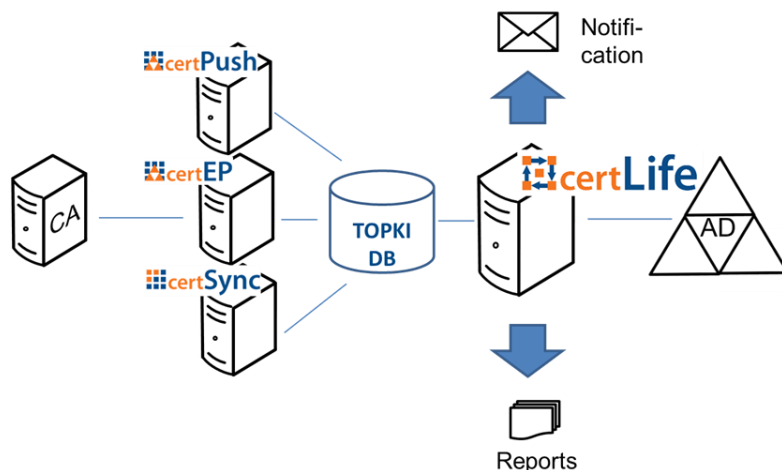 certPush
Notifi-
cation
certEP
certLife
CA
TOPKI
DB
AD
certSync
Reports